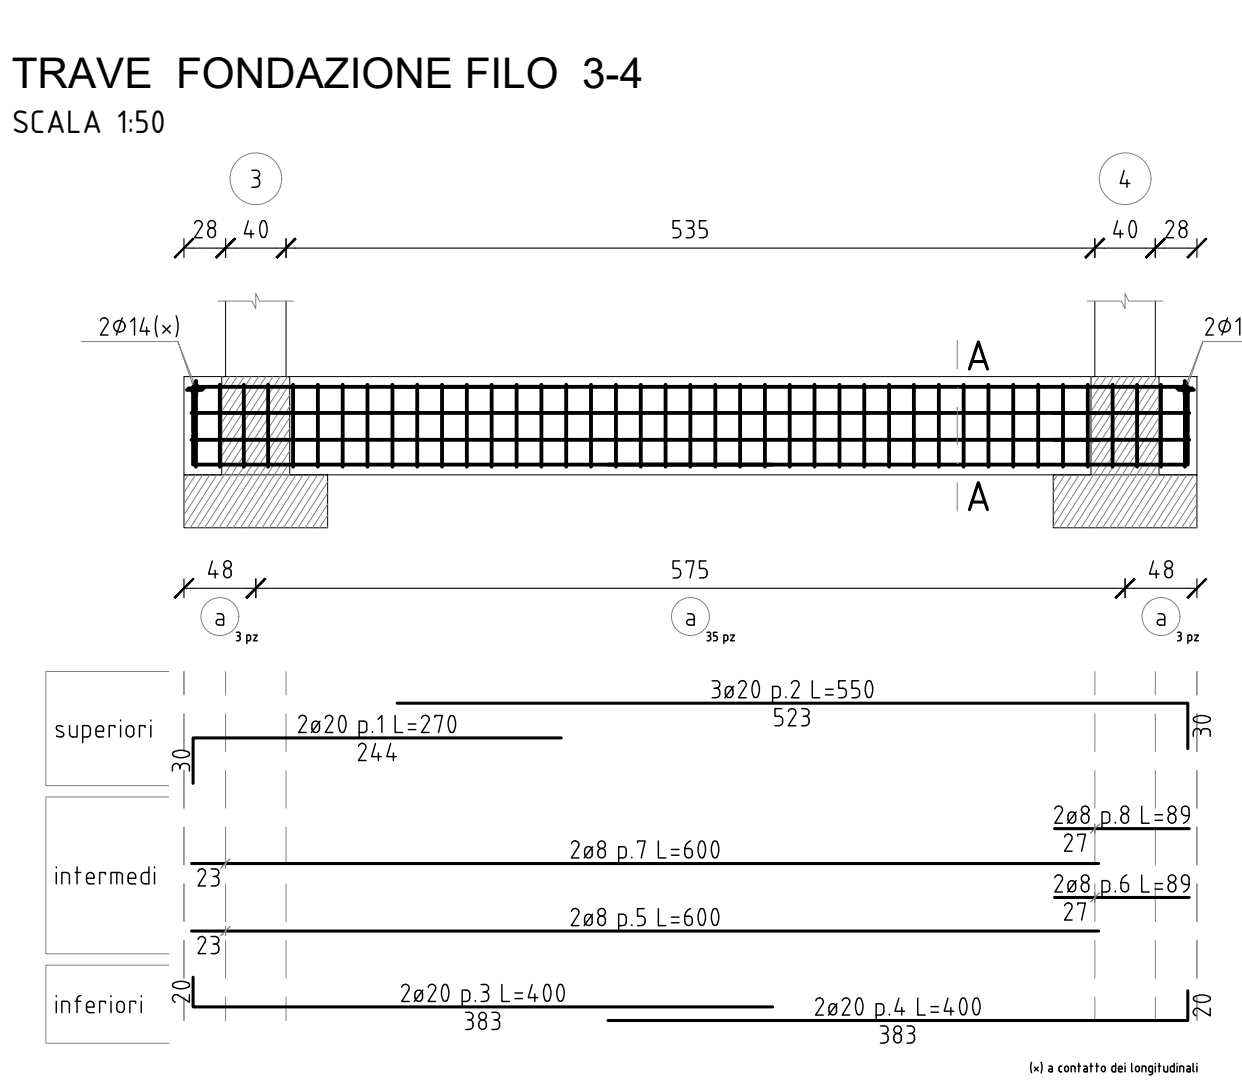 TRAVE FONDAZIONE FILO 3-4
SCALA 1:50
3 4
28 40 535 40 28
2Ø14(×) 2Ø1
A
A
48 575 48
a 3 pz a 35 pz a 3 pz
superiori
3ø20 p.2 L=550
523
30
2ø20 p.1 L=270
244
30
intermedi
2ø8 p.8 L=89
27
2ø8 p.7 L=600
23
2ø8 p.6 L=89
27
2ø8 p.5 L=600
23
inferiori
20
2ø20 p.3 L=400
383
2ø20 p.4 L=400
383
20
(×) a contatto dei longitudinali